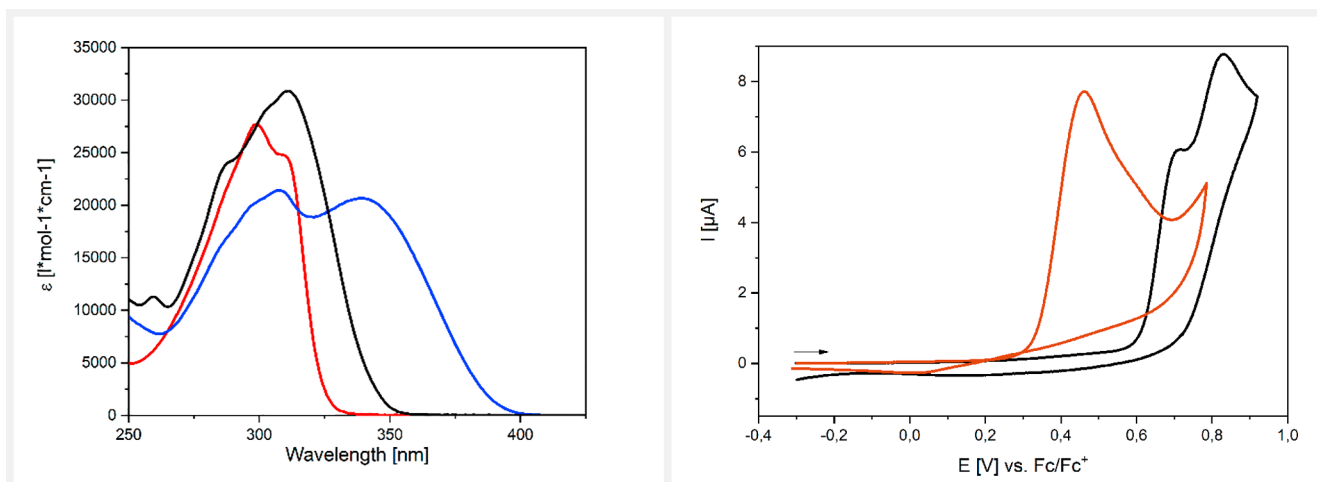 35000
30000
25000
20000
15000
10000
5000
0
ε [l*mol-1*cm-1]
250 300 350 400
Wavelength [nm]
8
6
4
2
0
I [µA]
-0,4 -0,2 0,0 0,2 0,4 0,6 0,8 1,0
E [V] vs. Fc/Fc⁺